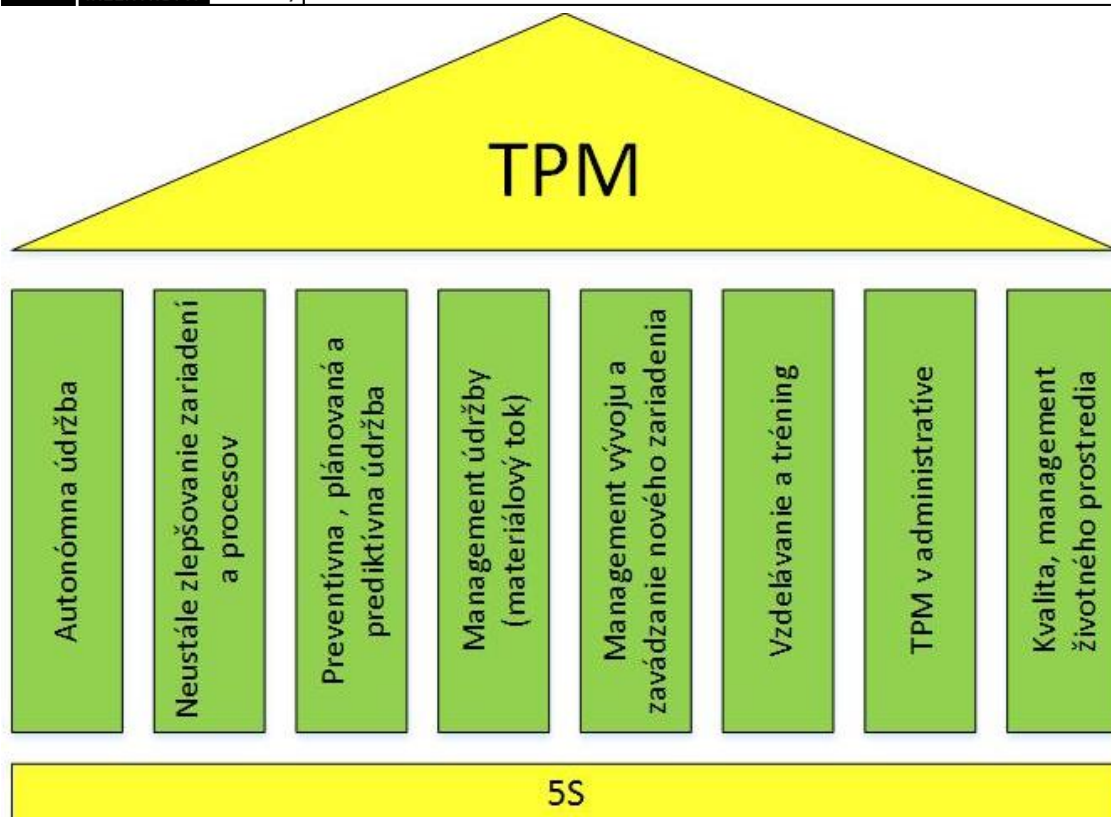 TPM
Autonómna údržba
Neustále zlepšovanie zariadení
a procesov
Preventívna , plánovaná a
prediktívna údržba
Management údržby
(materiálový tok)
Management vývoju a
zavádzanie nového zariadenia
Vzdelávanie a tréning
TPM v administratíve
Kvalita, management
životného prostredia
5S